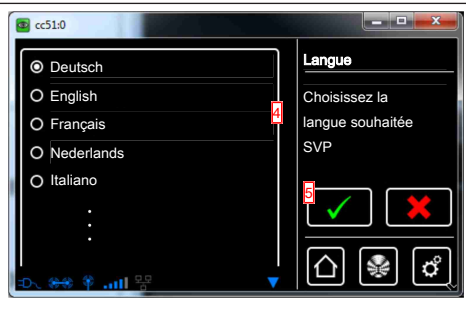 cc51:0
Deutsch
English
Français
Nederlands
Italiano
4
Langue
Choisissez la
langue souhaitée
SVP
5